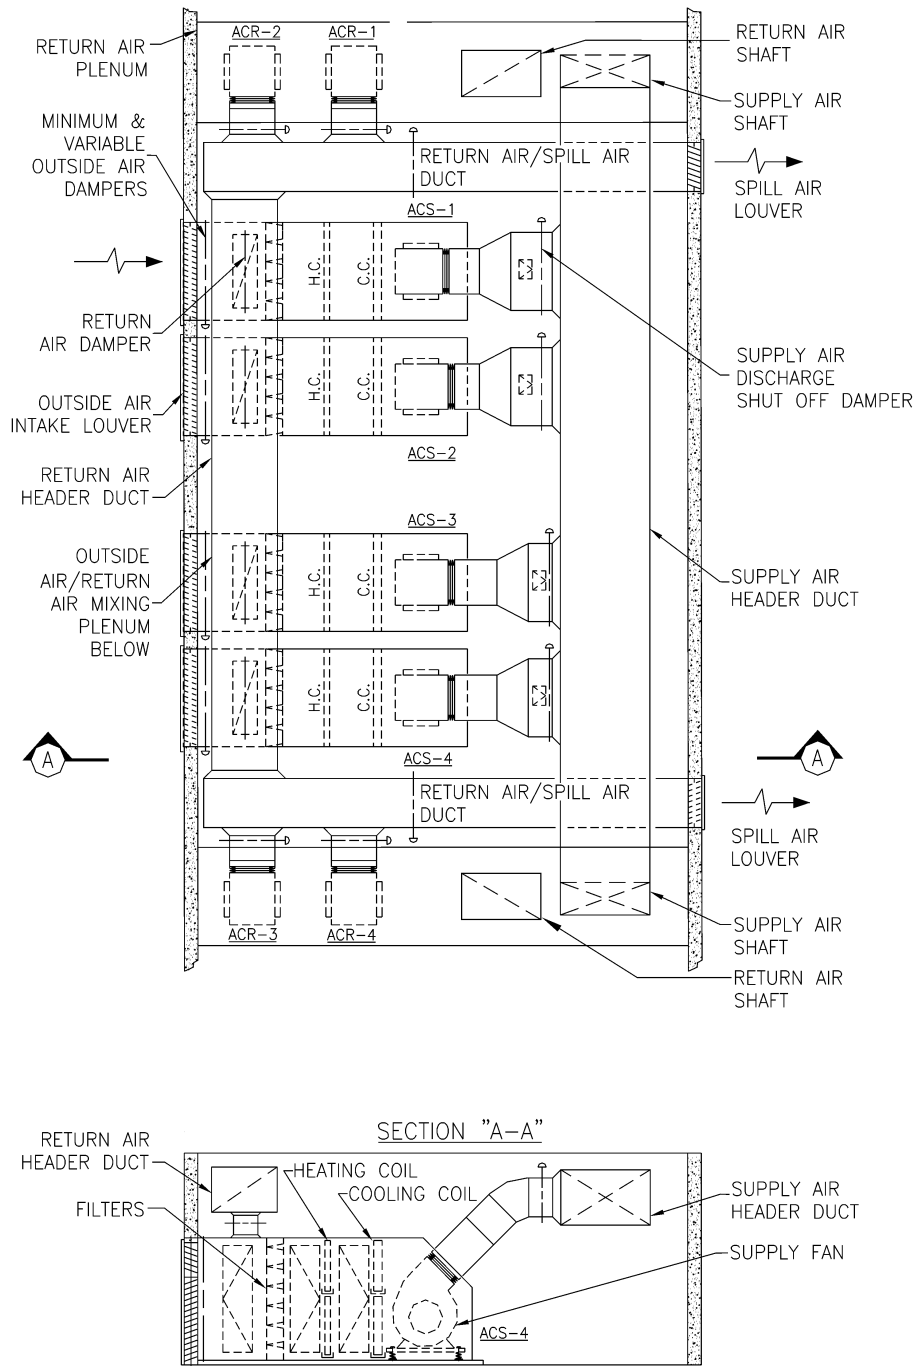 ACR-2
ACR-1
RETURN AIR
PLENUM
RETURN AIR
SHAFT
SUPPLY AIR
SHAFT
MINIMUM &
VARIABLE
OUTSIDE AIR
DAMPERS
RETURN AIR/SPILL AIR
DUCT
SPILL AIR
LOUVER
ACS-1
H.C.
C.C.
RETURN
AIR DAMPER
SUPPLY AIR
DISCHARGE
SHUT OFF DAMPER
H.C.
C.C.
OUTSIDE AIR
INTAKE LOUVER
ACS-2
RETURN AIR
HEADER DUCT
ACS-3
OUTSIDE
AIR/RETURN
AIR MIXING
PLENUM
BELOW
H.C.
C.C.
SUPPLY AIR
HEADER DUCT
H.C.
C.C.
A
A
ACS-4
RETURN AIR/SPILL AIR
DUCT
SPILL AIR
LOUVER
ACR-3
ACR-4
SUPPLY AIR
SHAFT
RETURN AIR
SHAFT
SECTION "A-A"
RETURN AIR
HEADER DUCT
HEATING COIL
COOLING COIL
FILTERS
SUPPLY AIR
HEADER DUCT
SUPPLY FAN
ACS-4